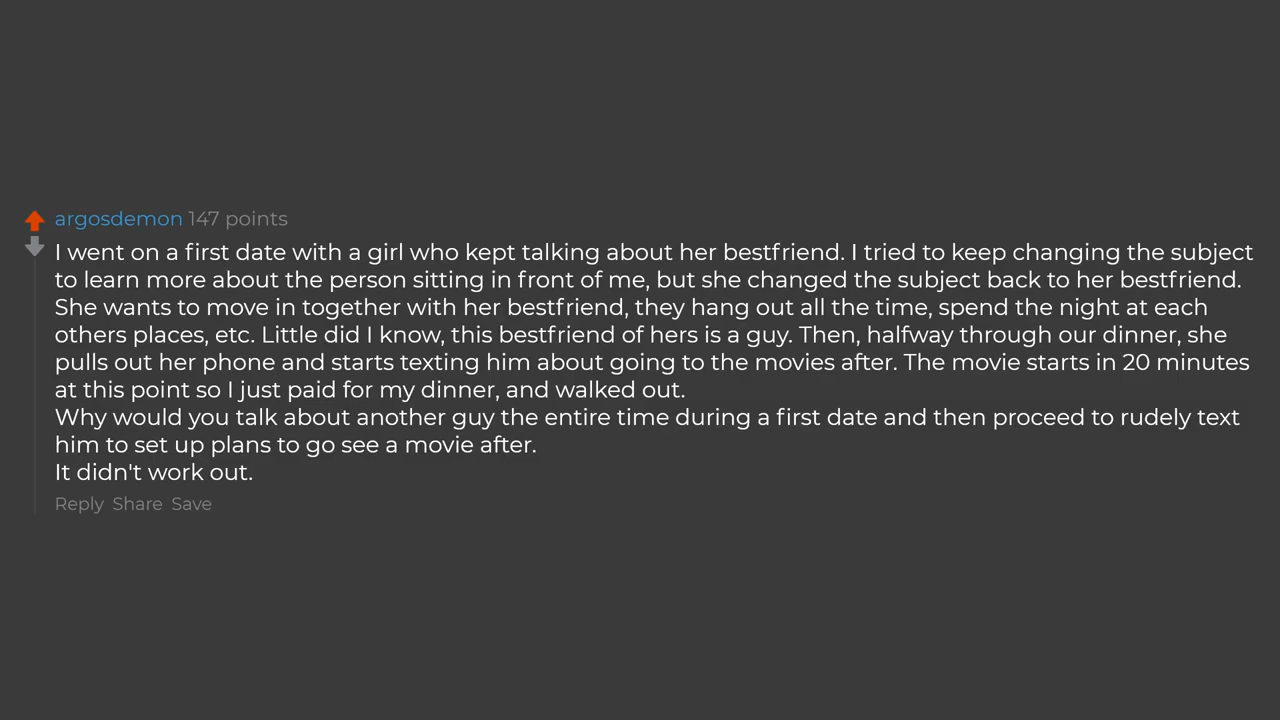 argosdemon 147 points
I went on a first date with a girl who kept talking about her bestfriend. I tried to keep changing the subject
to learn more about the person sitting in front of me, but she changed the subject back to her bestfriend.
She wants to move in together with her bestfriend, they hang out all the time, spend the night at each
others places, etc. Little did I know, this bestfriend of hers is a guy. Then, halfway through our dinner, she
pulls out her phone and starts texting him about going to the movies after. The movie starts in 20 minutes
at this point so I just paid for my dinner, and walked out.
Why would you talk about another guy the entire time during a first date and then proceed to rudely text
him to set up plans to go see a movie after.
It didn't work out.
Reply Share Save